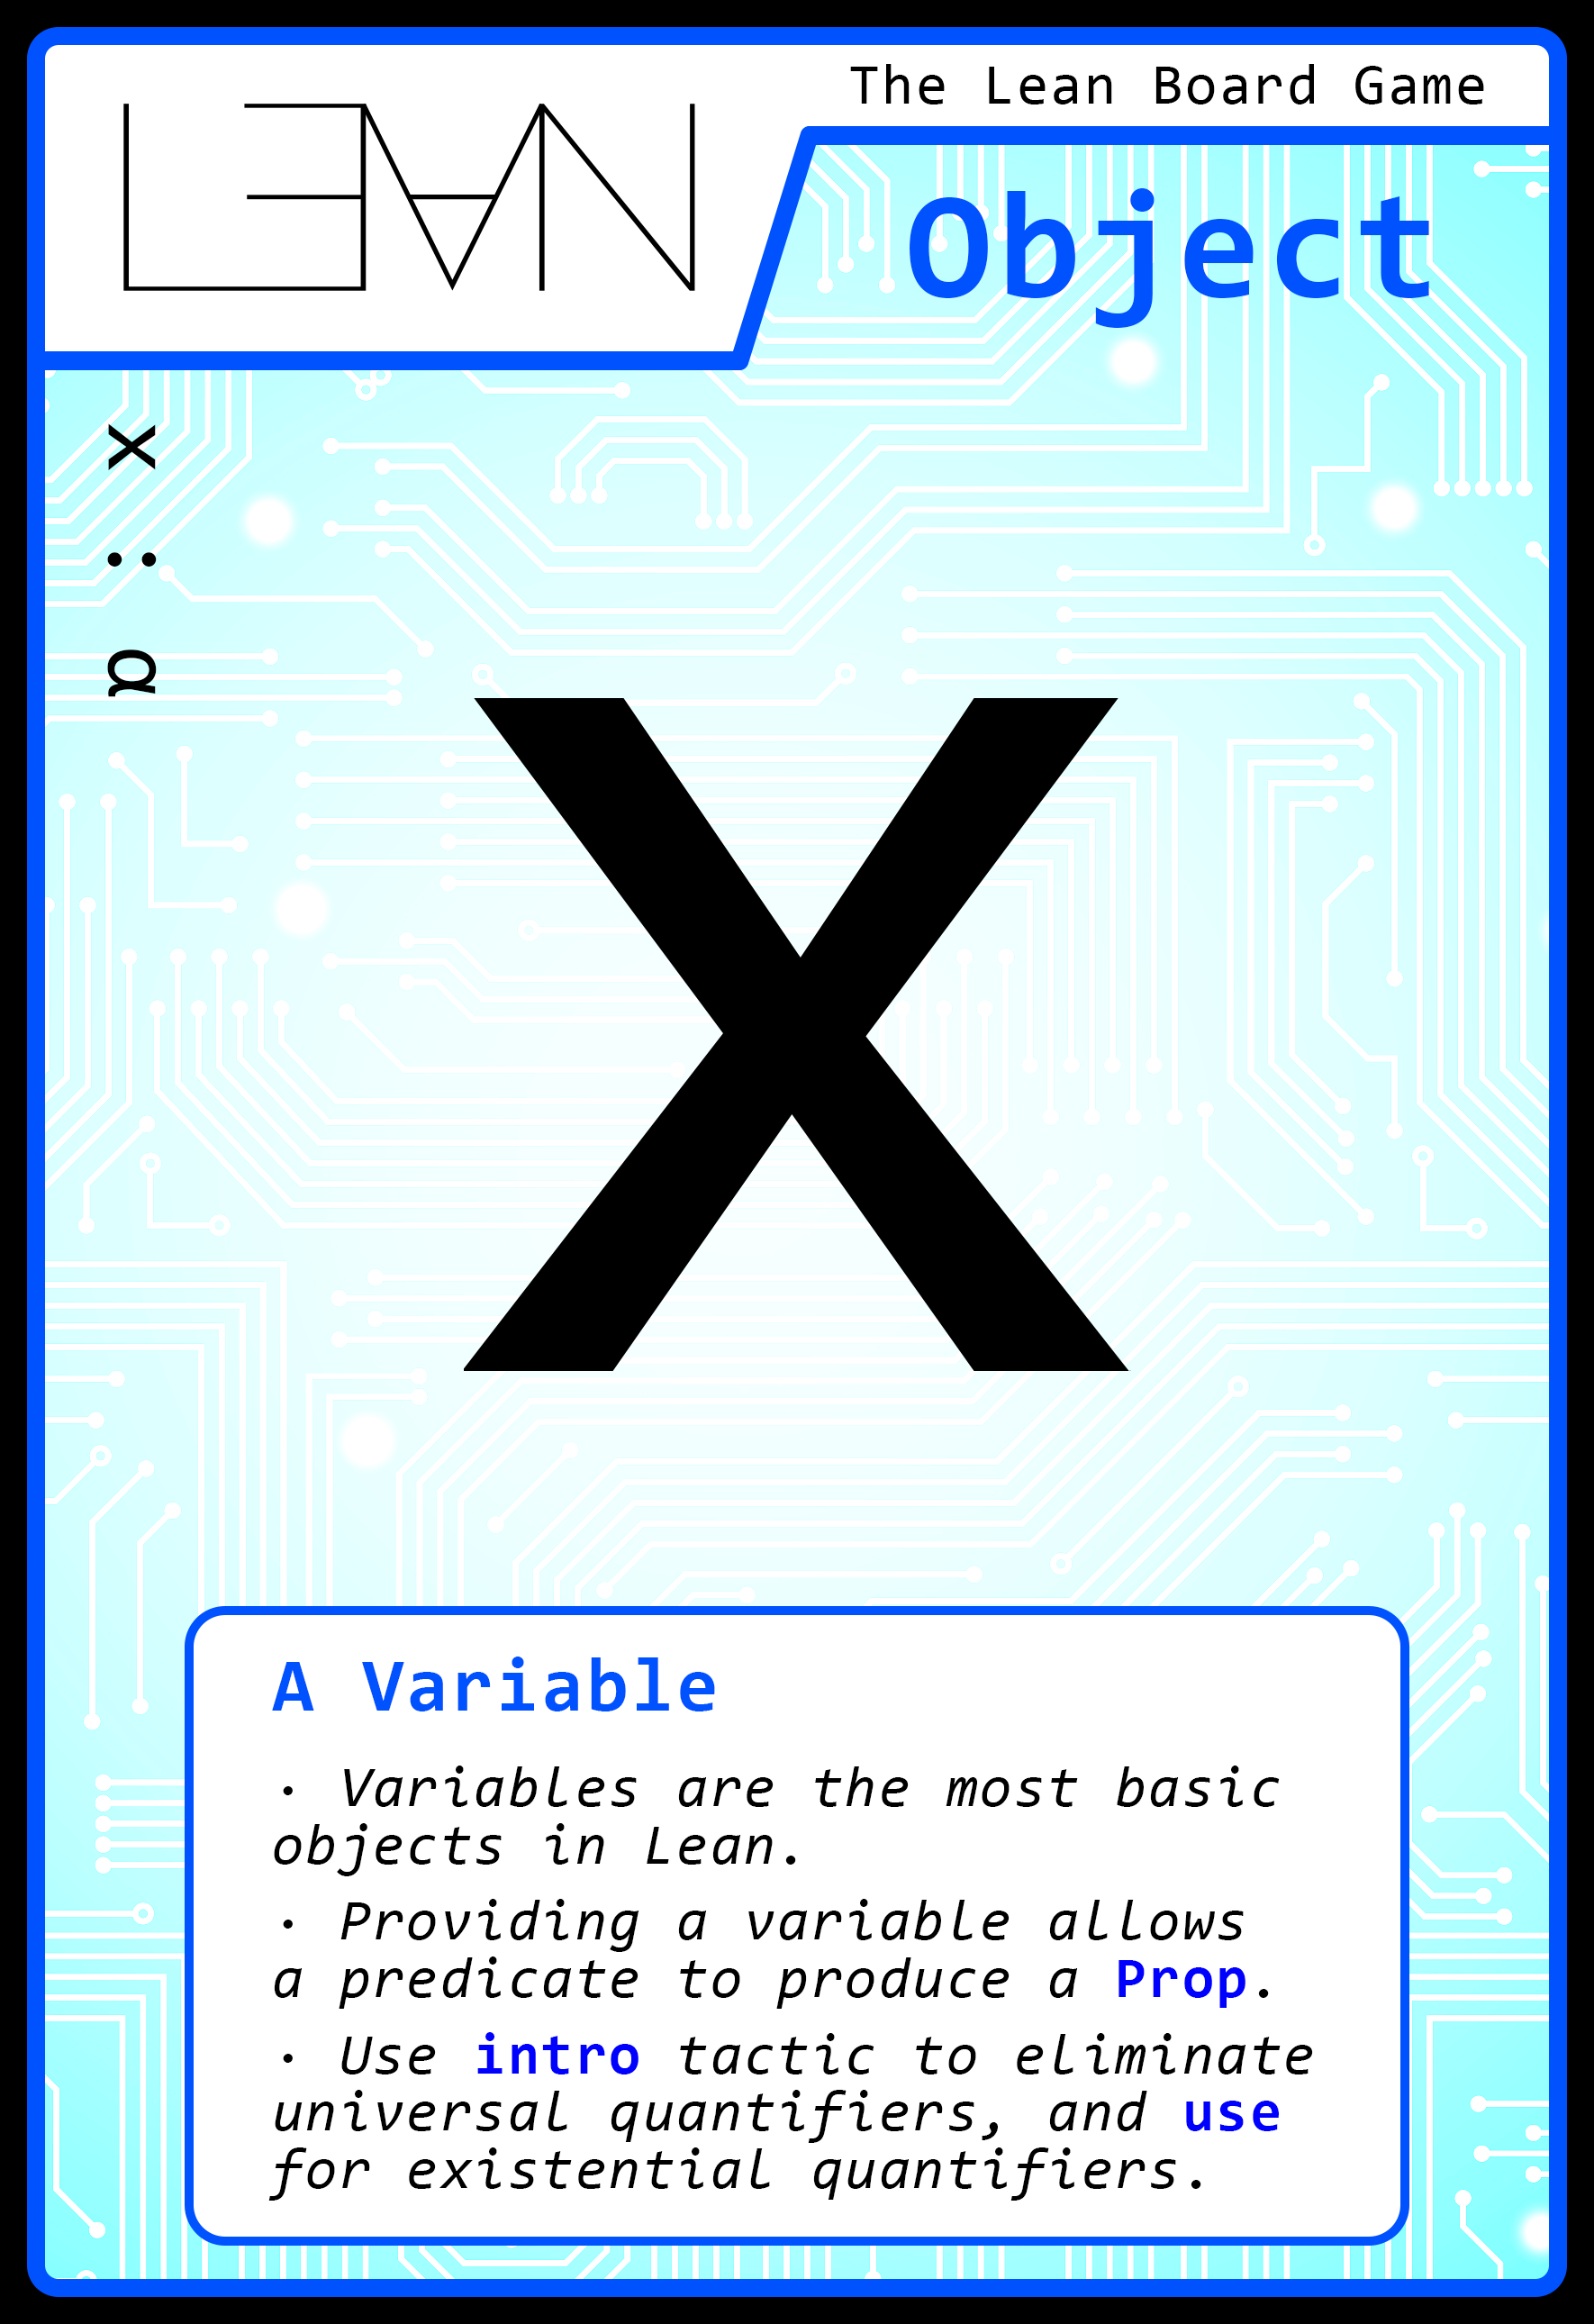 L∃∀N
The Lean Board Game
Object
x : α
x
A Variable
· Variables are the most basic
objects in Lean.
· Providing a variable allows
a predicate to produce a Prop.
· Use intro tactic to eliminate
universal quantifiers, and use
for existential quantifiers.